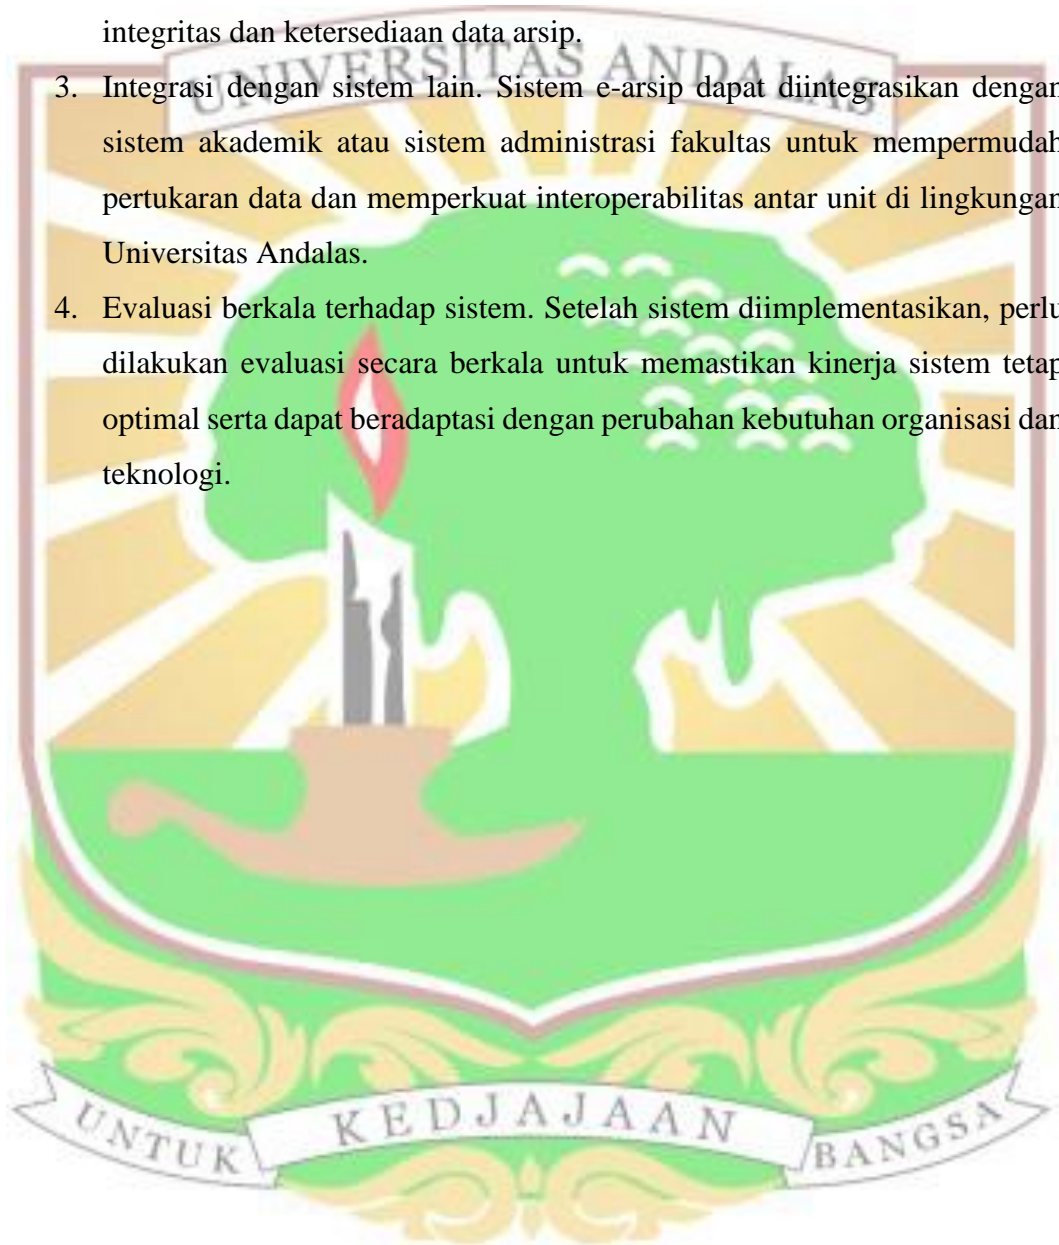 integritas dan ketersediaan data arsip.
UNIVERSITAS ANDALAS
3. Integrasi dengan sistem lain. Sistem e-arsip dapat diintegrasikan dengan
sistem akademik atau sistem administrasi fakultas untuk mempermudah
pertukaran data dan memperkuat interoperabilitas antar unit di lingkungan
Universitas Andalas.
4. Evaluasi berkala terhadap sistem. Setelah sistem diimplementasikan, perlu
dilakukan evaluasi secara berkala untuk memastikan kinerja sistem tetap
optimal serta dapat beradaptasi dengan perubahan kebutuhan organisasi dan
teknologi.
UNTUK KEDJAJAAN BANGSA